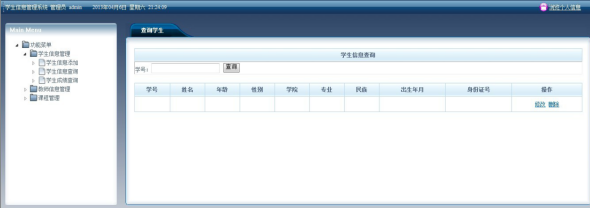 学生信息管理系统 管理员 admin 2013年04月6日 星期六 21:24:09
浏览个人信息
Main Menu
功能菜单
学生信息管理
学生信息添加
学生信息查询
学生成绩查询
教师信息管理
课程管理
查询学生
学生信息查询
学号： 查询
学号 姓名 年龄 性别 学院 专业 民族 出生年月 身份证号 操作
修改 删除